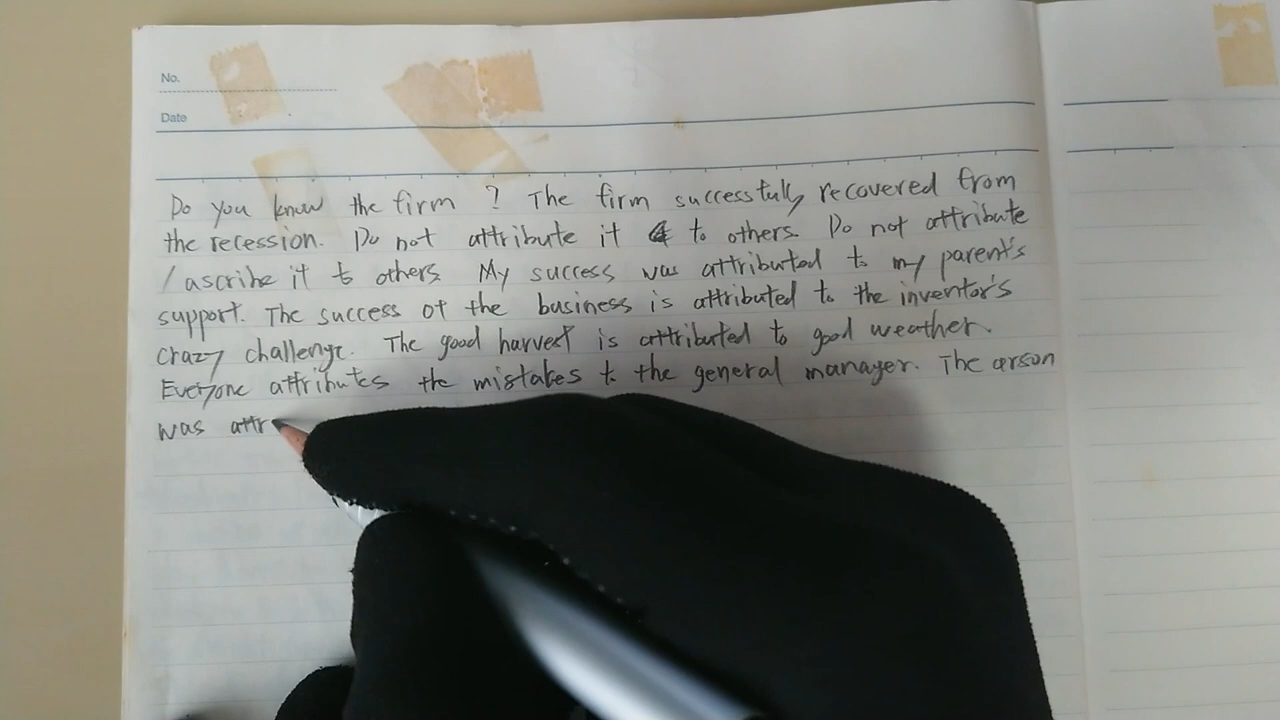 No.
Date
Do you know the firm ? The firm successfully recovered from
the recession. Do not attribute it to others. Do not attribute
/ ascribe it to others. My success was attributed to my parent's
support. The success of the business is attributed to the inventor's
crazy challenge. The good harvest is attributed to good weather.
Everyone attributes the mistakes to the general manager. The arson
was attr